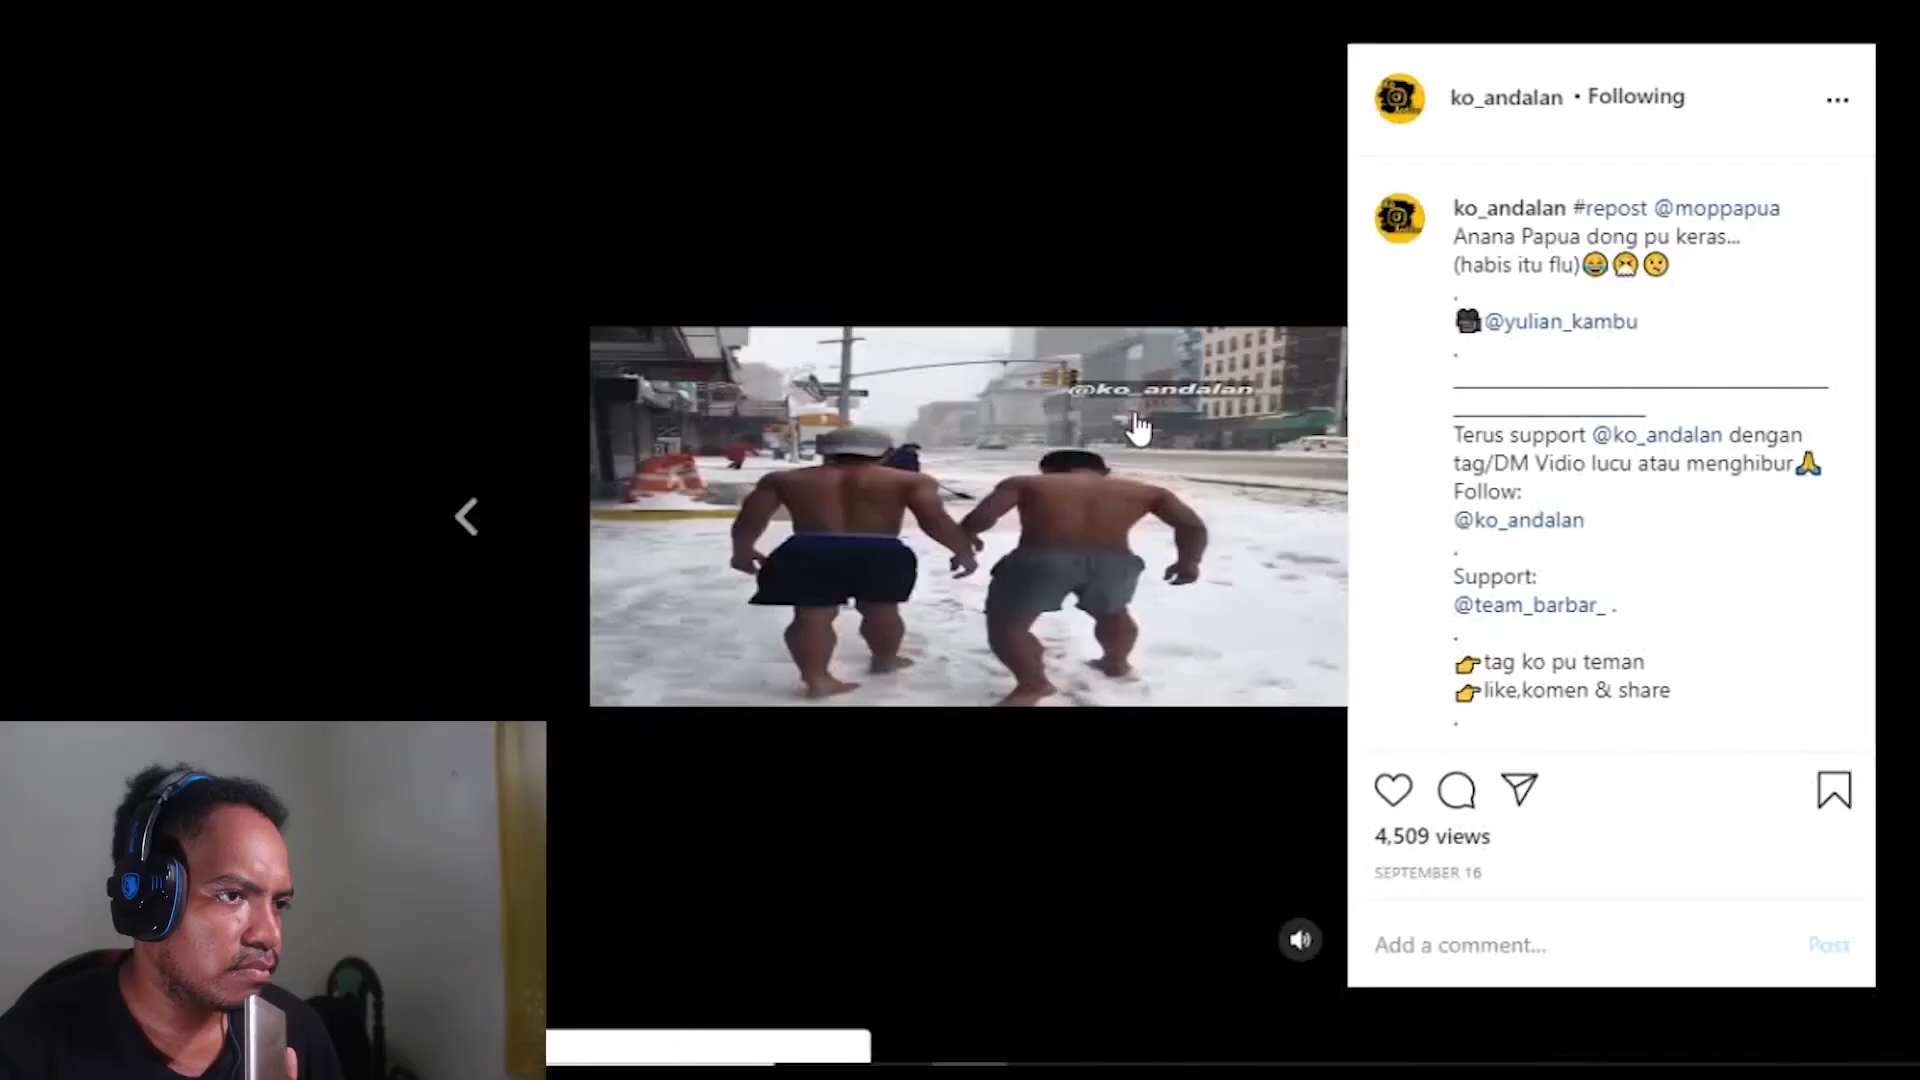 ko_andalan • Following
ko_andalan #repost @moppapua
Anana Papua dong pu keras...
(habis itu flu)😂🤧🤒
.
🎥@yulian_kambu
.
Terus support @ko_andalan dengan
tag/DM Vidio lucu atau menghibur🙏
Follow:
@ko_andalan
.
Support:
@team_barbar_ .
.
👉tag ko pu teman
👉like,komen & share
.
4,509 views
SEPTEMBER 16
Add a comment...
Post
@ko_andalan